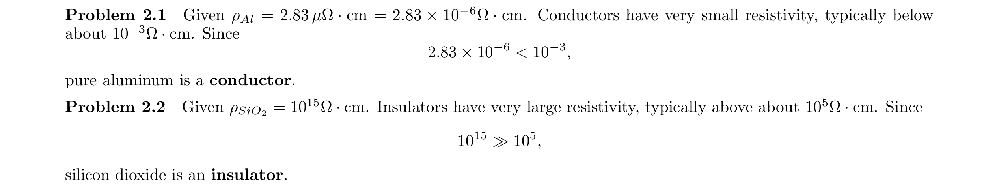 Problem 2.1 Given $\rho_{Al} = 2.83\,\mu\Omega \cdot \text{cm} = 2.83 \times 10^{-6}\Omega \cdot \text{cm}$. Conductors have very small resistivity, typically below
about $10^{-3}\Omega \cdot \text{cm}$. Since
$2.83 \times 10^{-6} < 10^{-3},$
pure aluminum is a conductor.
Problem 2.2 Given $\rho_{SiO_2} = 10^{15}\Omega \cdot \text{cm}$. Insulators have very large resistivity, typically above about $10^{5}\Omega \cdot \text{cm}$. Since
$10^{15} \gg 10^{5},$
silicon dioxide is an insulator.